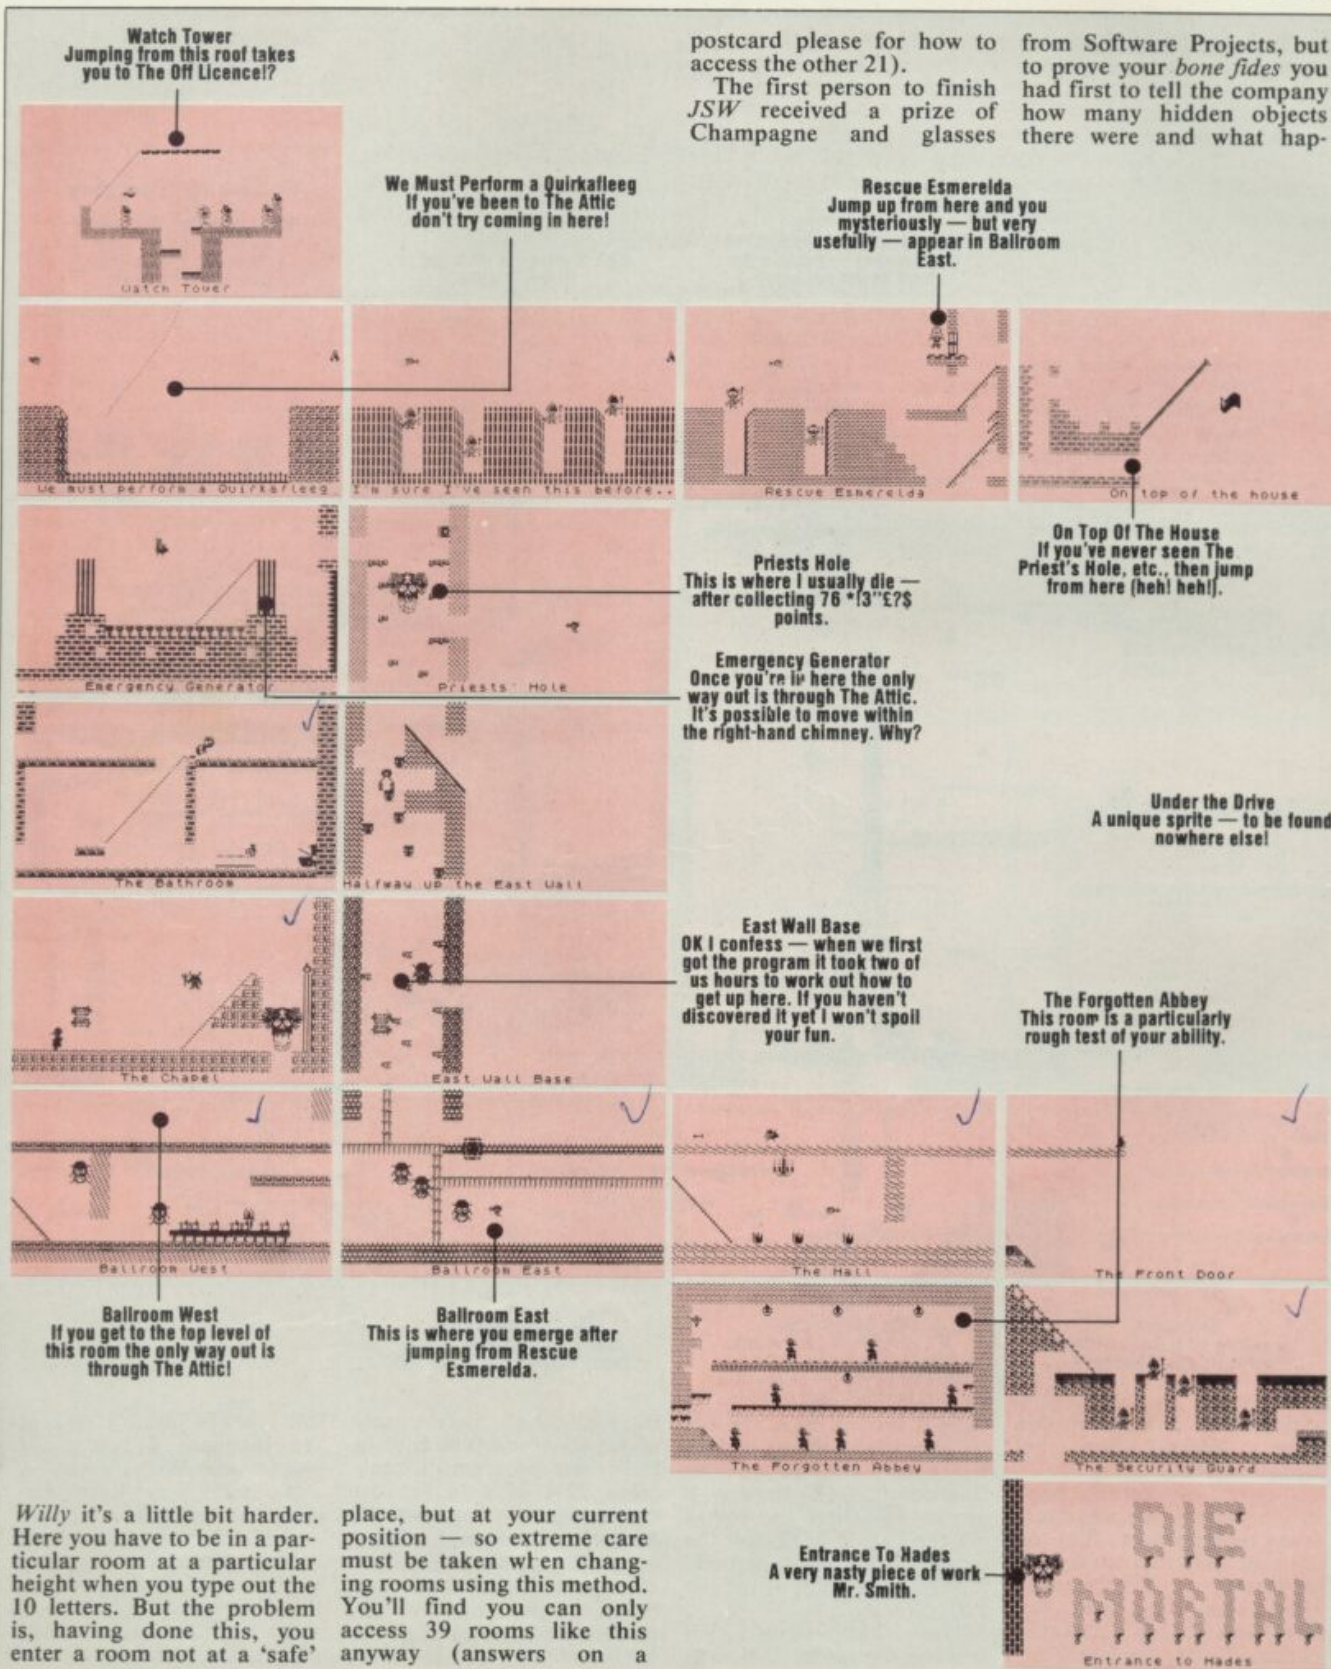 Watch Tower
Jumping from this roof takes
you to The Off Licence!?
postcard please for how to
access the other 21).
The first person to finish
JSW received a prize of
Champagne and glasses
from Software Projects, but
to prove your bone fides you
had first to tell the company
how many hidden objects
there were and what hap-
We Must Perform a Quirkafleeg
If you've been to The Attic
don't try coming in here!
Rescue Esmerelda
Jump up from here and you
mysteriously — but very
usefully — appear in Ballroom
East.
Watch Tower
We must perform a Quirkafleeg
I'm sure I've seen this before..
Rescue Esmerelda
On top of the house
On Top Of The House
If you've never seen The
Priest's Hole, etc., then jump
from here (heh! heh!).
Priests Hole
This is where I usually die —
after collecting 76 *!3"£?$
points.
Emergency Generator
Once you're in here the only
way out is through The Attic.
It's possible to move within
the right-hand chimney. Why?
Emergency Generator
Priests' Hole
Under the Drive
A unique sprite — to be found
nowhere else!
The Bathroom
Halfway up the East Wall
East Wall Base
OK I confess — when we first
got the program it took two of
us hours to work out how to
get up here. If you haven't
discovered it yet I won't spoil
your fun.
The Forgotten Abbey
This room is a particularly
rough test of your ability.
The Chapel
East Wall Base
Ballroom West
Ballroom East
The Hall
The Front Door
Ballroom West
If you get to the top level of
this room the only way out is
through The Attic!
Ballroom East
This is where you emerge after
jumping from Rescue
Esmerelda.
The Forgotten Abbey
The Security Guard
Entrance To Hades
A very nasty piece of work
Mr. Smith.
DIE
MORTAL
Entrance to Hades
Willy it's a little bit harder.
Here you have to be in a par-
ticular room at a particular
height when you type out the
10 letters. But the problem
is, having done this, you
enter a room not at a 'safe'
place, but at your current
position — so extreme care
must be taken when chang-
ing rooms using this method.
You'll find you can only
access 39 rooms like this
anyway (answers on a